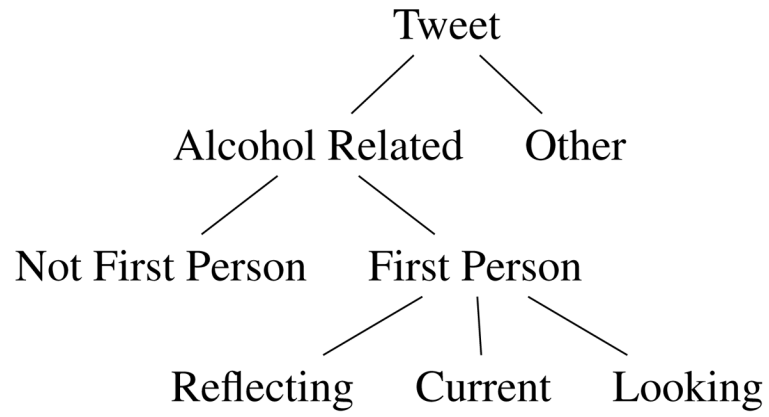 Tweet
Alcohol Related Other
Not First Person First Person
Reflecting Current Looking